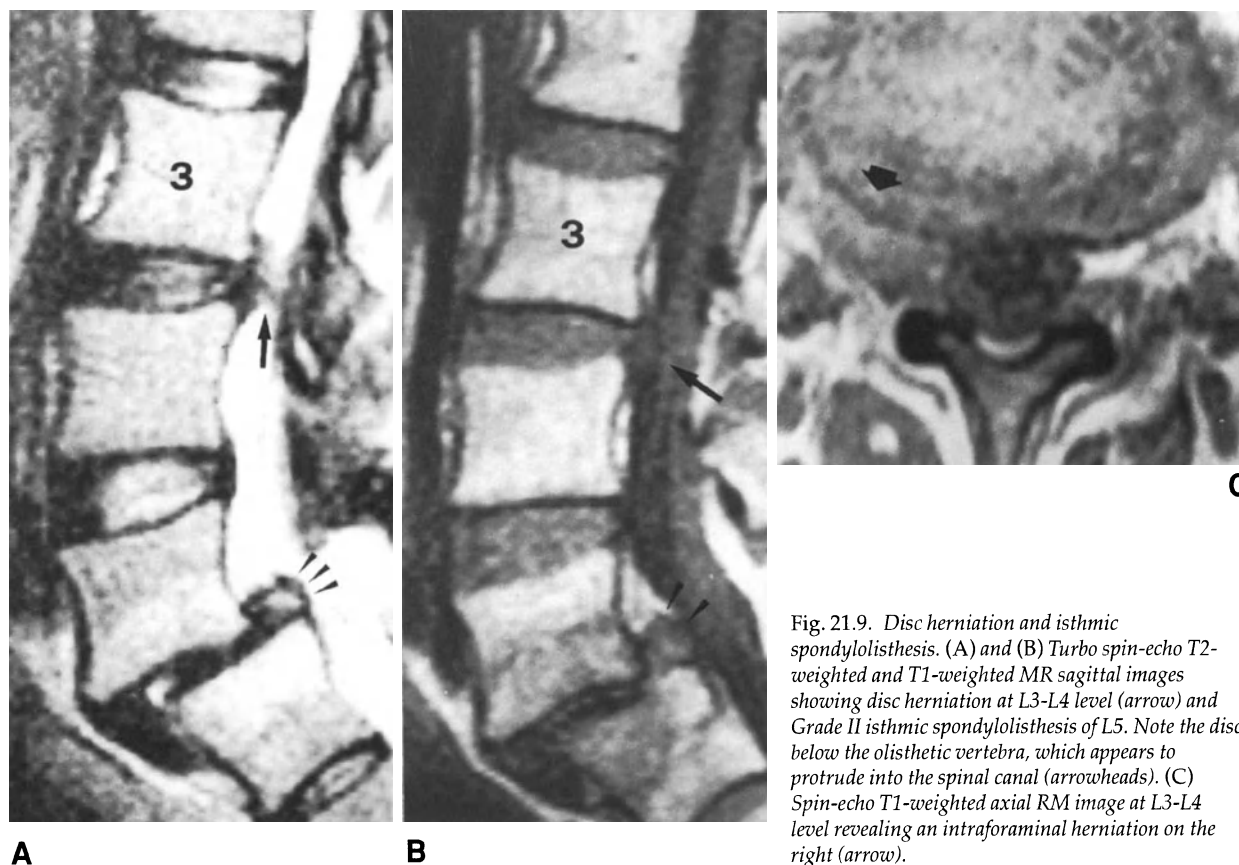 3
3
A
B
C
Fig. 21.9. Disc herniation and isthmic
spondylolisthesis. (A) and (B) Turbo spin-echo T2-
weighted and T1-weighted MR sagittal images
showing disc herniation at L3-L4 level (arrow) and
Grade II isthmic spondylolisthesis of L5. Note the disc
below the olisthetic vertebra, which appears to
protrude into the spinal canal (arrowheads). (C)
Spin-echo T1-weighted axial RM image at L3-L4
level revealing an intraforaminal herniation on the
right (arrow).